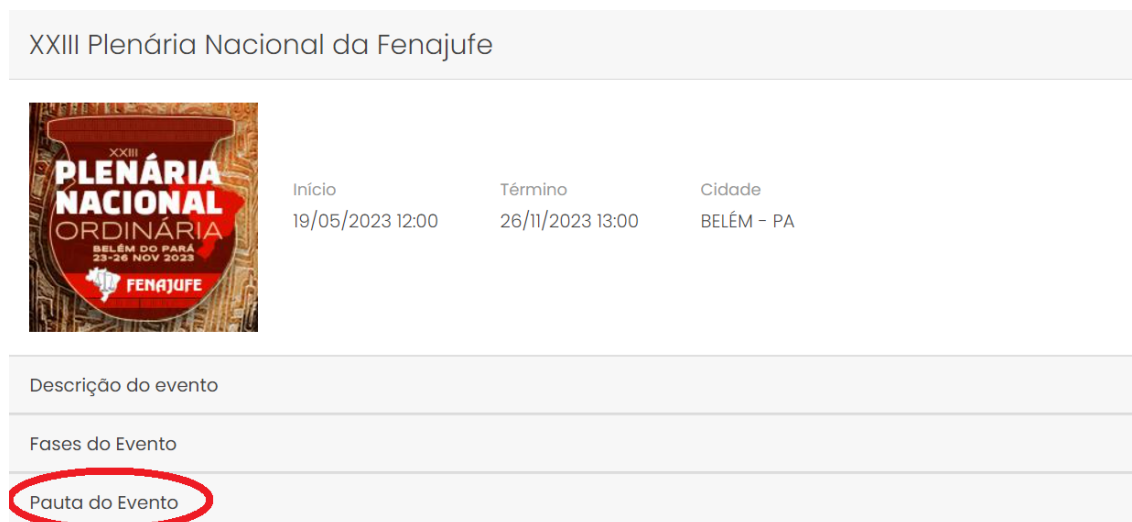 XXIII Plenária Nacional da Fenajufe
XXIII
PLENÁRIA
NACIONAL
ORDINÁRIA
BELÉM DO PARÁ
23-26 NOV 2023
FENAJUFE
Início
Término
Cidade
19/05/2023 12:00
26/11/2023 13:00
BELÉM - PA
Descrição do evento
Fases do Evento
Pauta do Evento